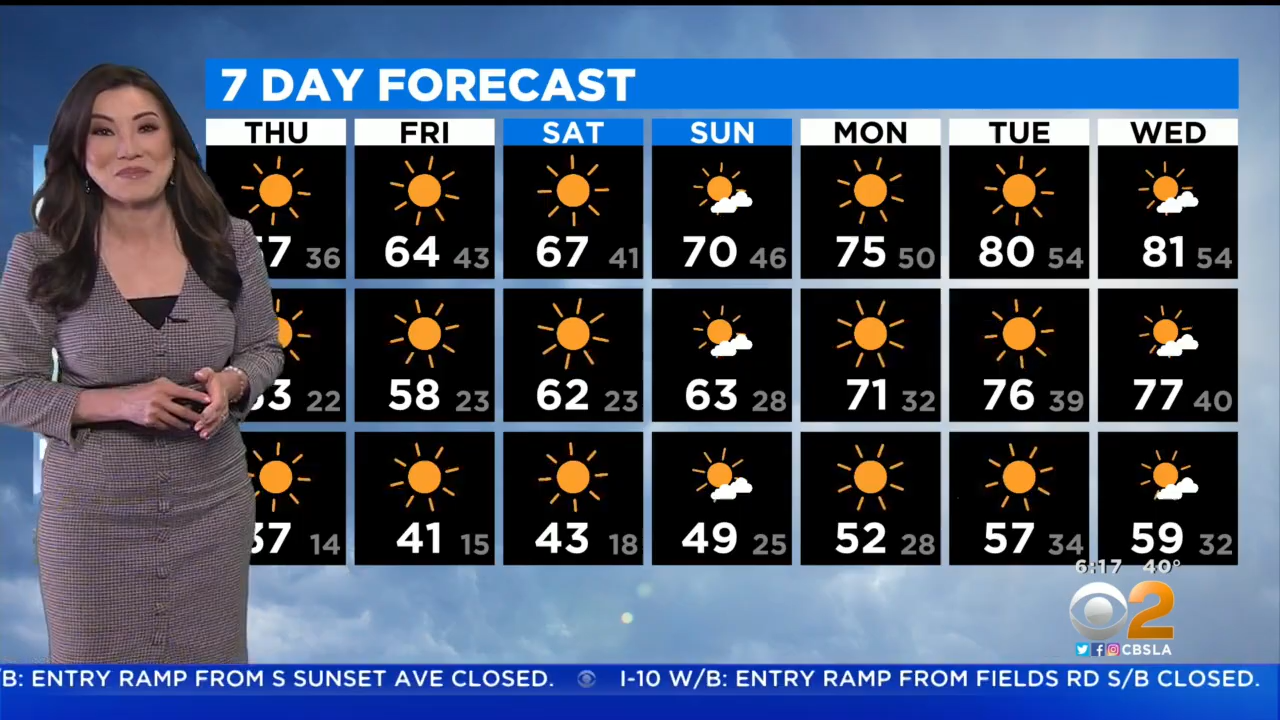 7 DAY FORECAST
THU FRI SAT SUN MON TUE WED
36 64 43 67 41 70 46 75 50 80 54 81 54
22 58 23 62 23 63 28 71 32 76 39 77 40
14 41 15 43 18 49 25 52 28 57 34 59 32
6:17 40°
2
CBSLA
/B: ENTRY RAMP FROM S SUNSET AVE CLOSED. I-10 W/B: ENTRY RAMP FROM FIELDS RD S/B CLOSED.